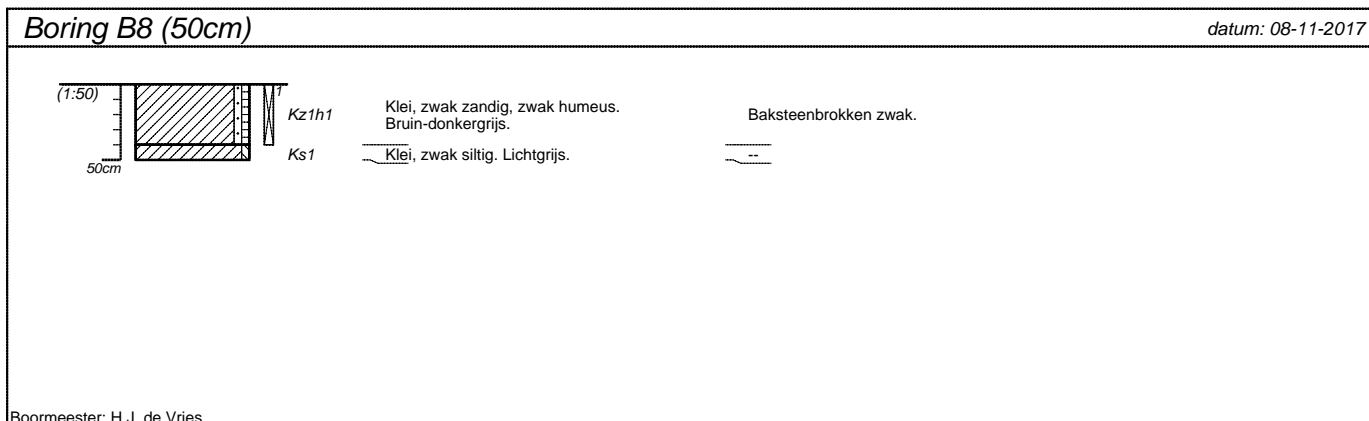 Boring B8 (50cm)
datum: 08-11-2017
(1:50)
1
Kz1h1
Klei, zwak zandig, zwak humeus.
Bruin-donkergrijs.
Baksteenbrokken zwak.
Ks1
Klei, zwak siltig. Lichtgrijs.
--
50cm
Boormeester: H.J. de Vries